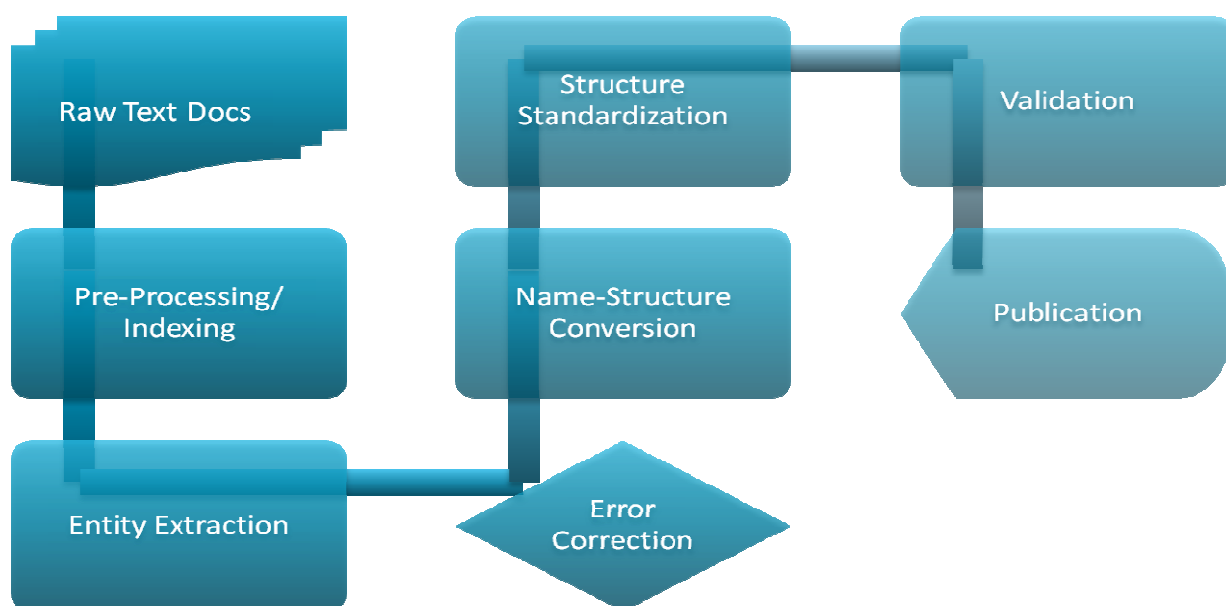 Raw Text Docs
Pre-Processing/
Indexing
Entity Extraction
Error
Correction
Name-Structure
Conversion
Structure
Standardization
Validation
Publication